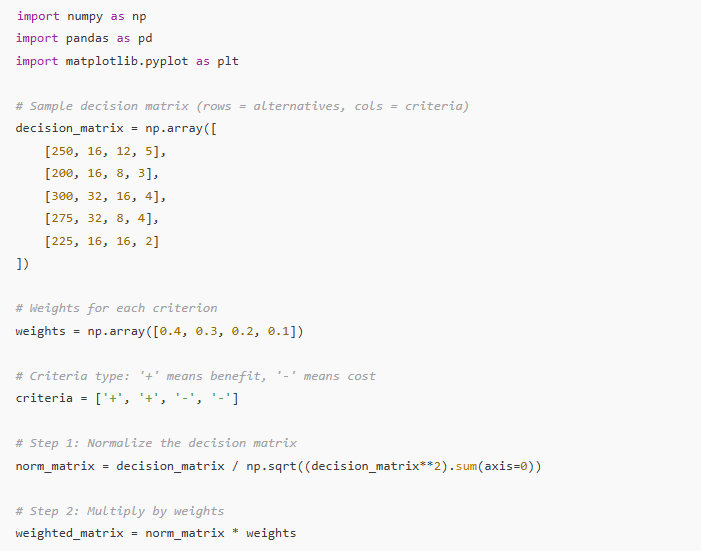 import numpy as np
import pandas as pd
import matplotlib.pyplot as plt
# Sample decision matrix (rows = alternatives, cols = criteria)
decision_matrix = np.array([
    [250, 16, 12, 5],
    [200, 16, 8, 3],
    [300, 32, 16, 4],
    [275, 32, 8, 4],
    [225, 16, 16, 2]
])
# Weights for each criterion
weights = np.array([0.4, 0.3, 0.2, 0.1])
# Criteria type: '+' means benefit, '-' means cost
criteria = ['+', '+', '-', '-']
# Step 1: Normalize the decision matrix
norm_matrix = decision_matrix / np.sqrt((decision_matrix**2).sum(axis=0))
# Step 2: Multiply by weights
weighted_matrix = norm_matrix * weights